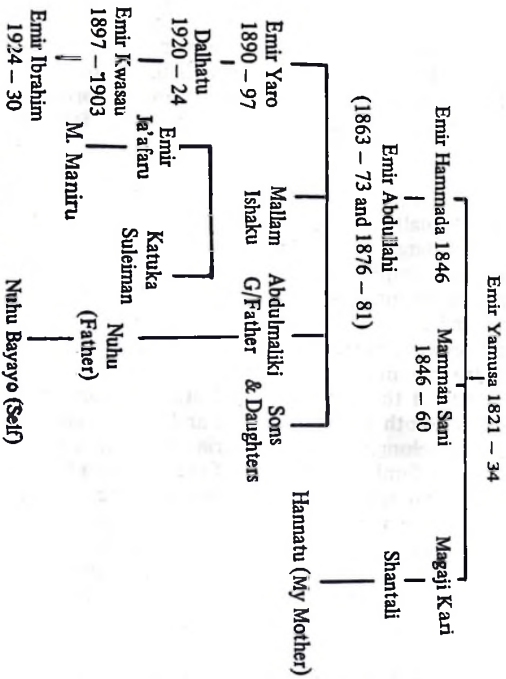 Emir Yamusa 1821 – 34
Emir Hammada 1846
Mamman Sani
1846 – 60
Magaji Kari
Emir Abdullahi
(1863 – 73 and 1876 – 81)
Shantali
Hannatu (My Mother)
Emir Yaro
1890 – 97
Mallam
Ishaku
Abdulmaliki
G/Father
Sons
& Daughters
Dalhatu
1920 – 24
Emir Kwasau
1897 – 1903
Emir Ibrahim
1924 – 30
Emir
Ja'afaru
Katuka
Suleiman
M. Maniru
Nuhu
(Father)
Nuhu Bayayo (Self)